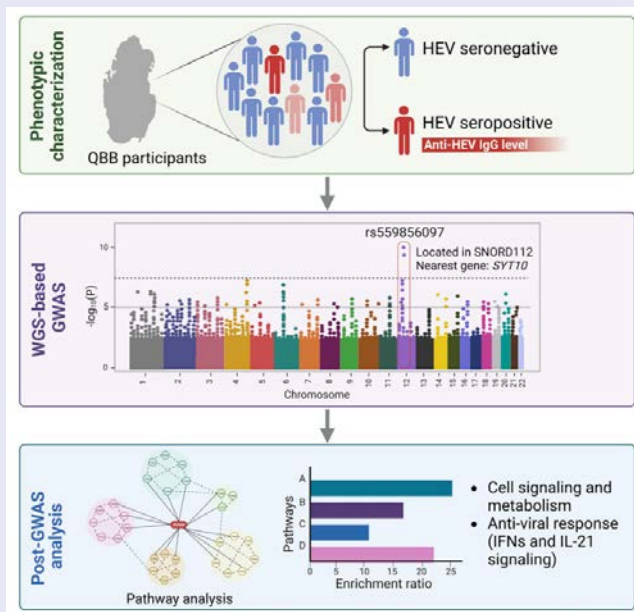 Phenotypic
characterization
QBB participants
HEV seronegative
HEV seropositive
Anti-HEV IgG level
WGS-based
GWAS
rs559856097
Located in SNORD112
Nearest gene: SYT10
-log₁₀(P)
10
5
0
1 2 3 4 5 6 7 8 9 10 11 12 13 14 15 16 17 18 19 20 21 22
Chromosome
Post-GWAS
analysis
Pathway analysis
Pathways
A
B
C
D
0 5 10 15 20 25
Enrichment ratio
• Cell signaling and
metabolism
• Anti-viral response
(IFNs and IL-21
signaling)